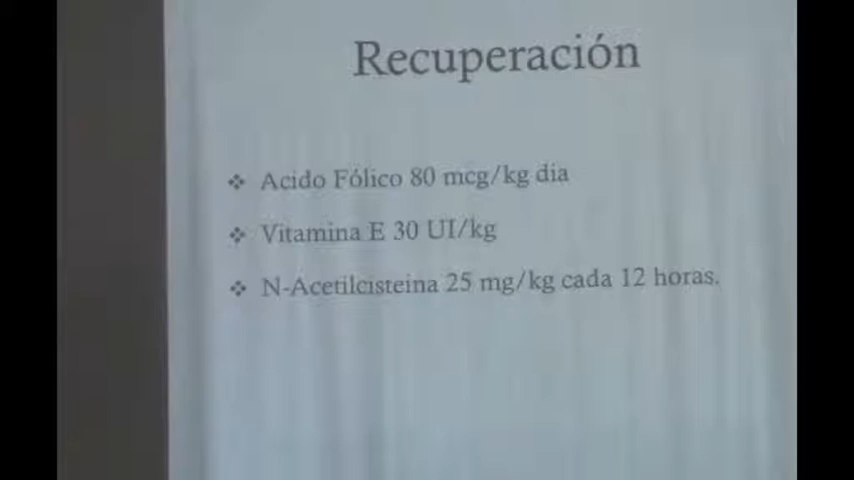 Recuperación
Acido Fólico 80 mcg/kg dia
Vitamina E 30 UI/kg
N-Acetilcisteina 25 mg/kg cada 12 horas.